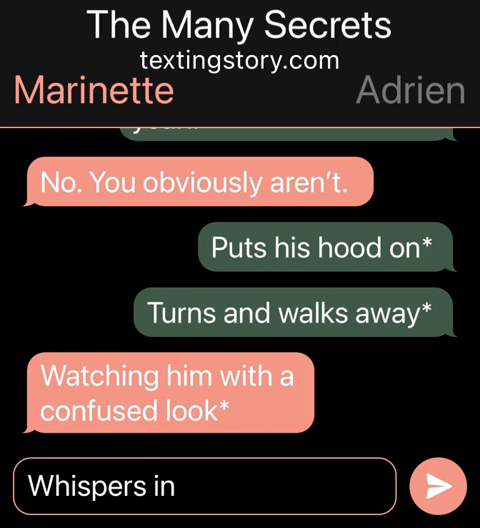 The Many Secrets
textingstory.com
Marinette Adrien
No. You obviously aren't.
Puts his hood on*
Turns and walks away*
Watching him with a
confused look*
Whispers in